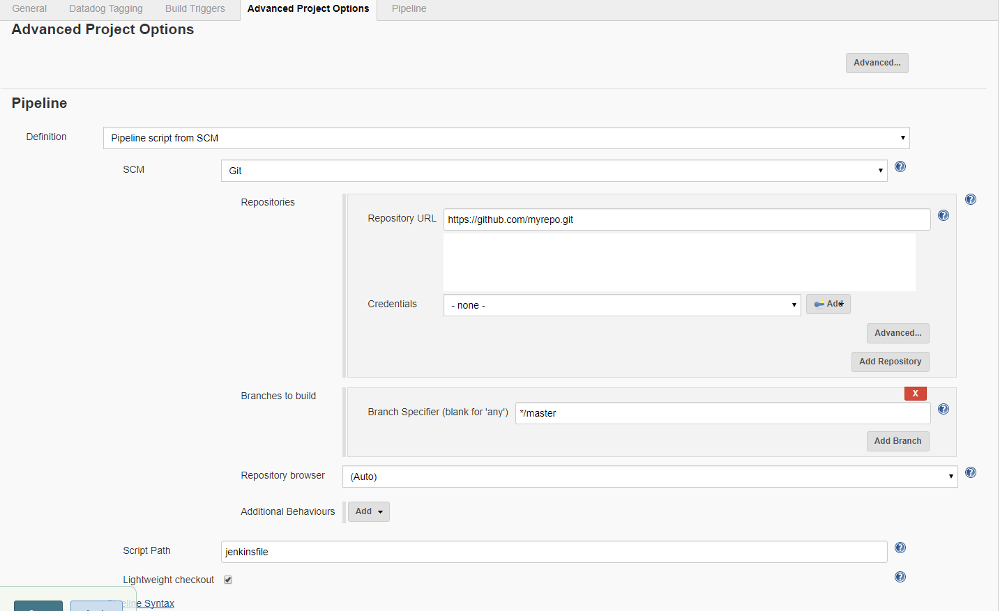 General Datadog Tagging Build Triggers Advanced Project Options Pipeline
Advanced Project Options
Advanced...
Pipeline
Definition Pipeline script from SCM
SCM Git
Repositories
Repository URL https://github.com/myrepo.git
Credentials - none - Add
Advanced...
Add Repository
Branches to build
X
Branch Specifier (blank for 'any') */master
Add Branch
Repository browser (Auto)
Additional Behaviours Add
Script Path jenkinsfile
Lightweight checkout
Pipeline Syntax